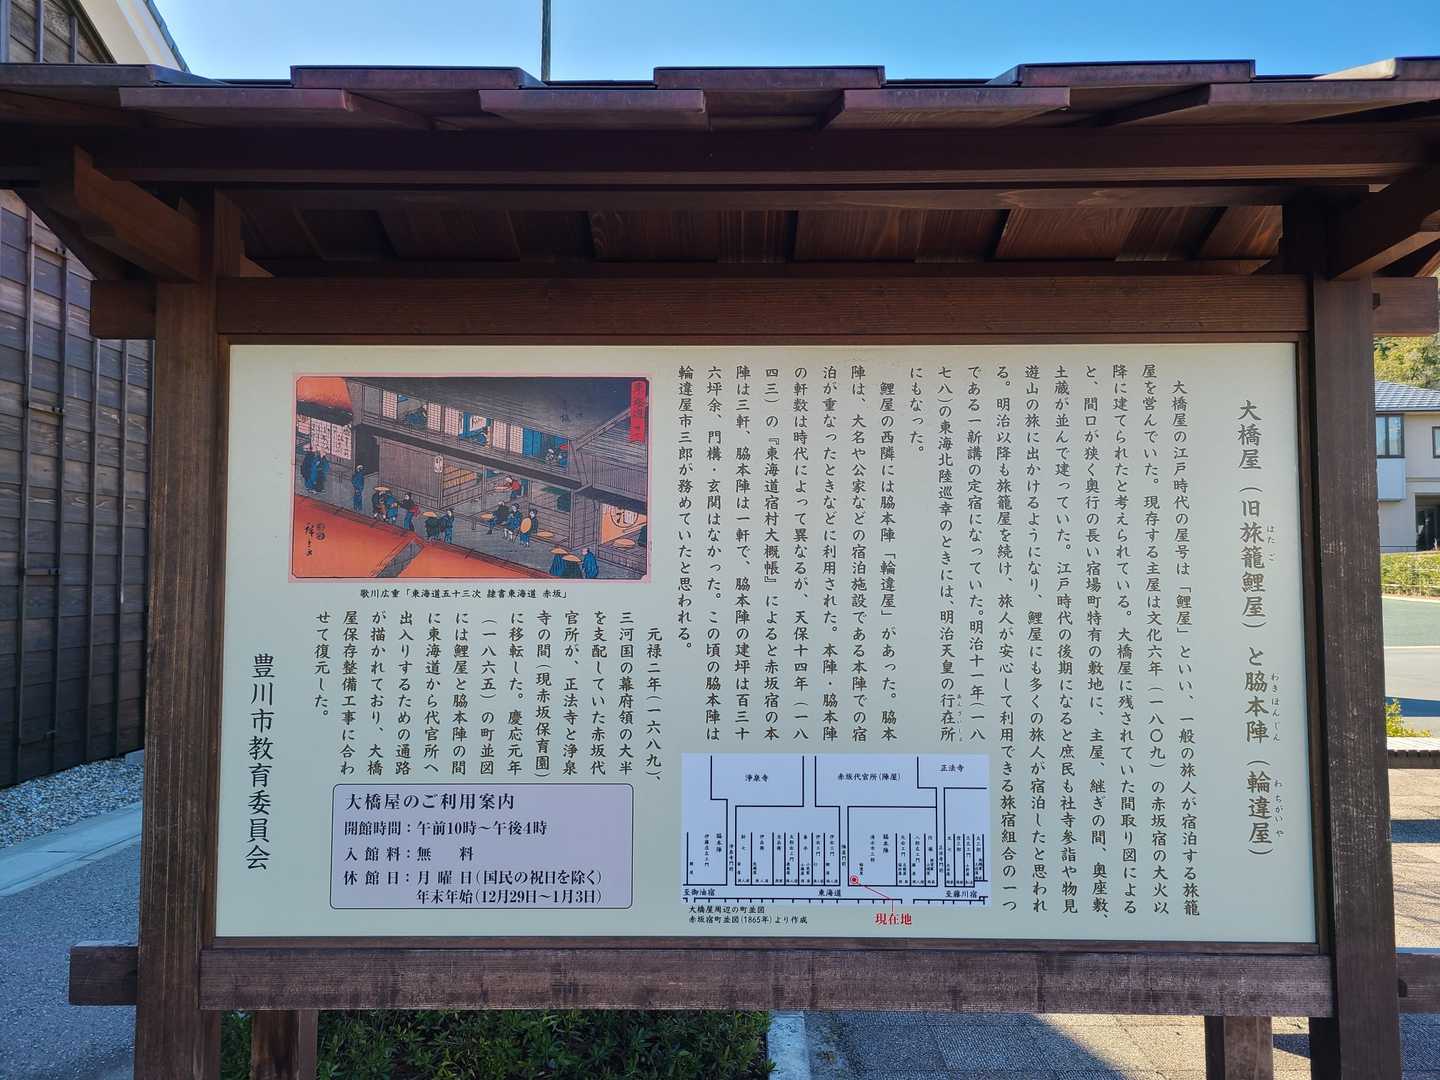 大橋屋(旧旅籠鯉屋)と脇本陣(輪違屋)
はたご
わきほんじん
わちがいや
大橋屋の江戸時代の屋号は「鯉屋」といい、一般の旅人が宿泊する旅籠
屋を営んでいた。現存する主屋は文化六年(一八〇九)の赤坂宿の大火以
降に建てられたと考えられている。大橋屋に残されていた間取り図による
と、間口が狭く奥行の長い宿場町特有の敷地に、主屋、継ぎの間、奥座敷、
土蔵が並んで建っていた。江戸時代の後期になると庶民も社寺参詣や物見
遊山の旅に出かけるようになり、鯉屋にも多くの旅人が宿泊したと思われ
る。明治以降も旅籠屋を続け、旅人が安心して利用できる旅宿組合の一つ
である一新講の定宿になっていた。明治十一年(一八
七八)の東海北陸巡幸のときには、明治天皇の行在所
あんざいしょ
にもなった。
鯉屋の西隣には脇本陣「輪違屋」があった。脇本
陣は、大名や公家などの宿泊施設である本陣での宿
泊が重なったときなどに利用された。本陣・脇本陣
の軒数は時代によって異なるが、天保十四年(一八
四三)の『東海道宿村大概帳』によると赤坂宿の本
陣は三軒、脇本陣は一軒で、脇本陣の建坪は百三十
六坪余、門構・玄関はなかった。この頃の脇本陣は
輪違屋市三郎が務めていたと思われる。
元禄二年(一六八九)、
三河国の幕府領の大半
を支配していた赤坂代
官所が、正法寺と浄泉
寺の間(現赤坂保育園)
に移転した。慶応元年
(一八六五)の町並図
には鯉屋と脇本陣の間
に東海道から代官所へ
出入りするための通路
が描かれており、大橋
屋保存整備工事に合わ
せて復元した。
豊川市教育委員会
歌川広重「東海道五十三次 隷書東海道 赤坂」
大橋屋のご利用案内
開館時間:午前10時~午後4時
入館料:無 料
休館日:月曜日(国民の祝日を除く)
年末年始(12月29日~1月3日)
浄泉寺
赤坂代官所(陣屋)
正法寺
脇本陣
至御油宿
東海道
至藤川宿
現在地
大橋屋周辺の町並図
赤坂宿町並図(1865年)より作成